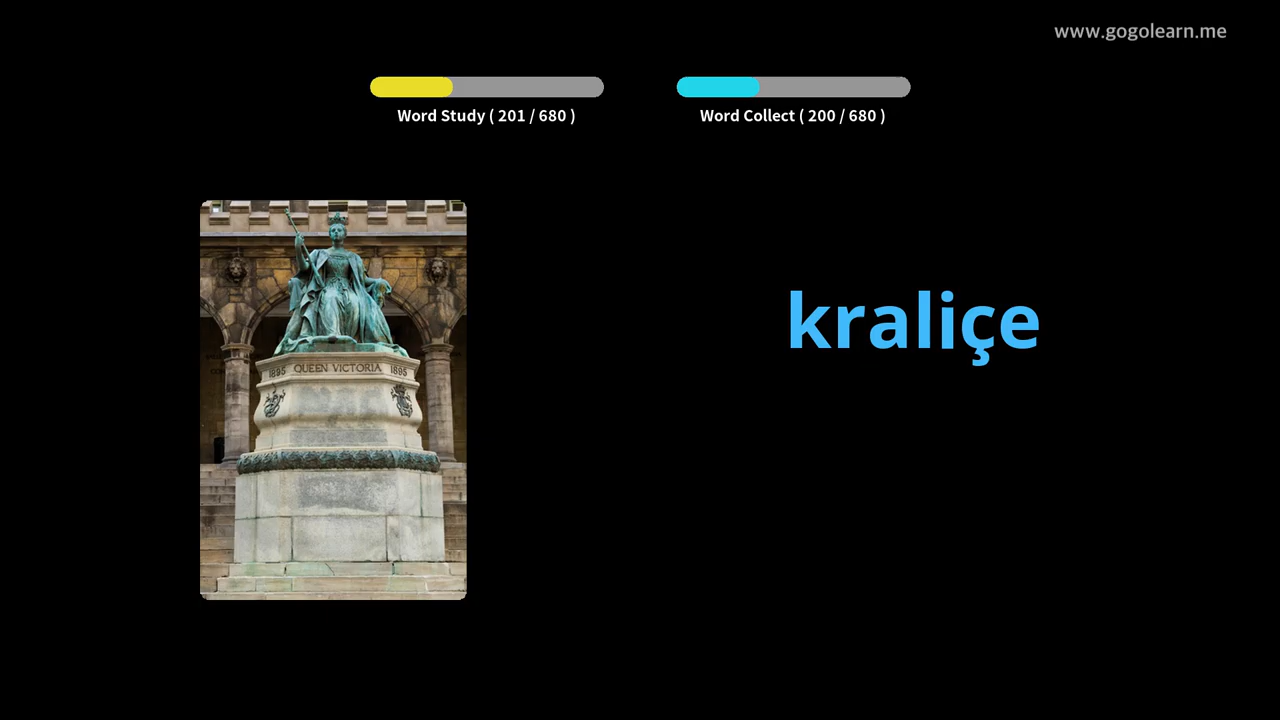 www.gogolearn.me
Word Study ( 201 / 680 )
Word Collect ( 200 / 680 )
kraliçe
1895 QUEEN VICTORIA 1895